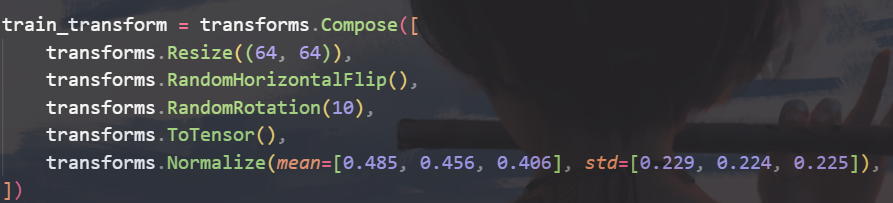 train_transform = transforms.Compose([
    transforms.Resize((64, 64)),
    transforms.RandomHorizontalFlip(),
    transforms.RandomRotation(10),
    transforms.ToTensor(),
    transforms.Normalize(mean=[0.485, 0.456, 0.406], std=[0.229, 0.224, 0.225]),
])